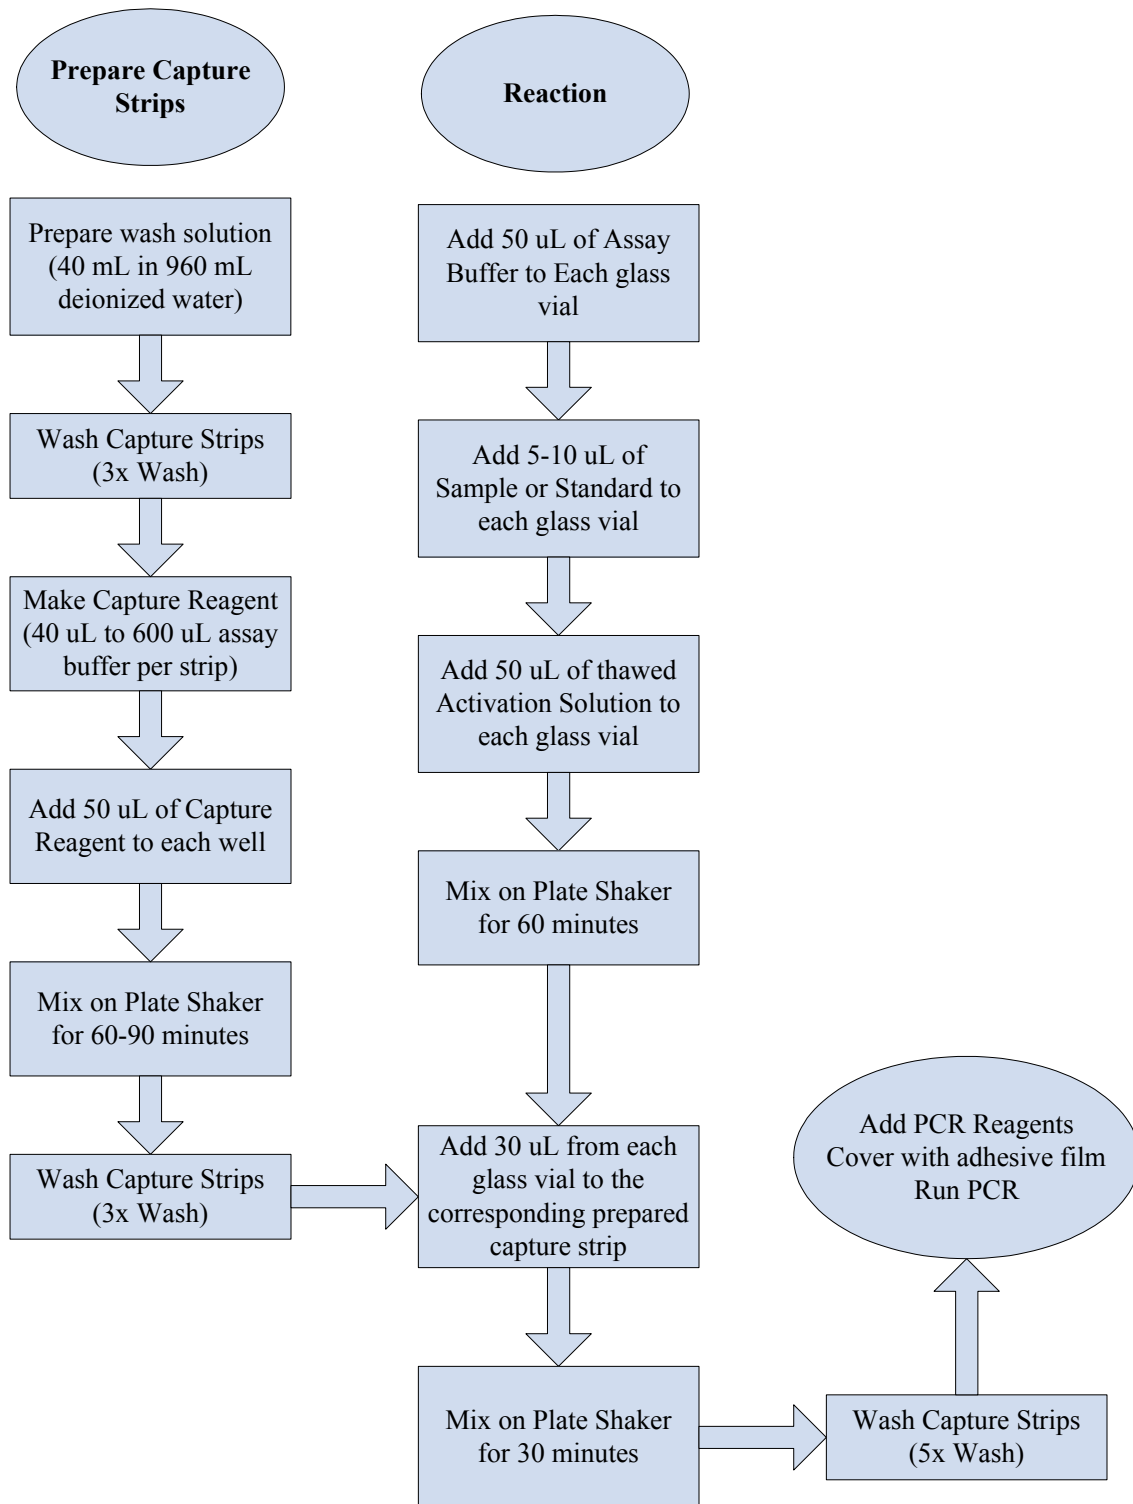 Prepare Capture
Strips
Prepare wash solution
(40 mL in 960 mL
deionized water)
Wash Capture Strips
(3x Wash)
Make Capture Reagent
(40 uL to 600 uL assay
buffer per strip)
Add 50 uL of Capture
Reagent to each well
Mix on Plate Shaker
for 60-90 minutes
Wash Capture Strips
(3x Wash)
Reaction
Add 50 uL of Assay
Buffer to Each glass
vial
Add 5-10 uL of
Sample or Standard to
each glass vial
Add 50 uL of thawed
Activation Solution to
each glass vial
Mix on Plate Shaker
for 60 minutes
Add 30 uL from each
glass vial to the
corresponding prepared
capture strip
Mix on Plate Shaker
for 30 minutes
Wash Capture Strips
(5x Wash)
Add PCR Reagents
Cover with adhesive film
Run PCR